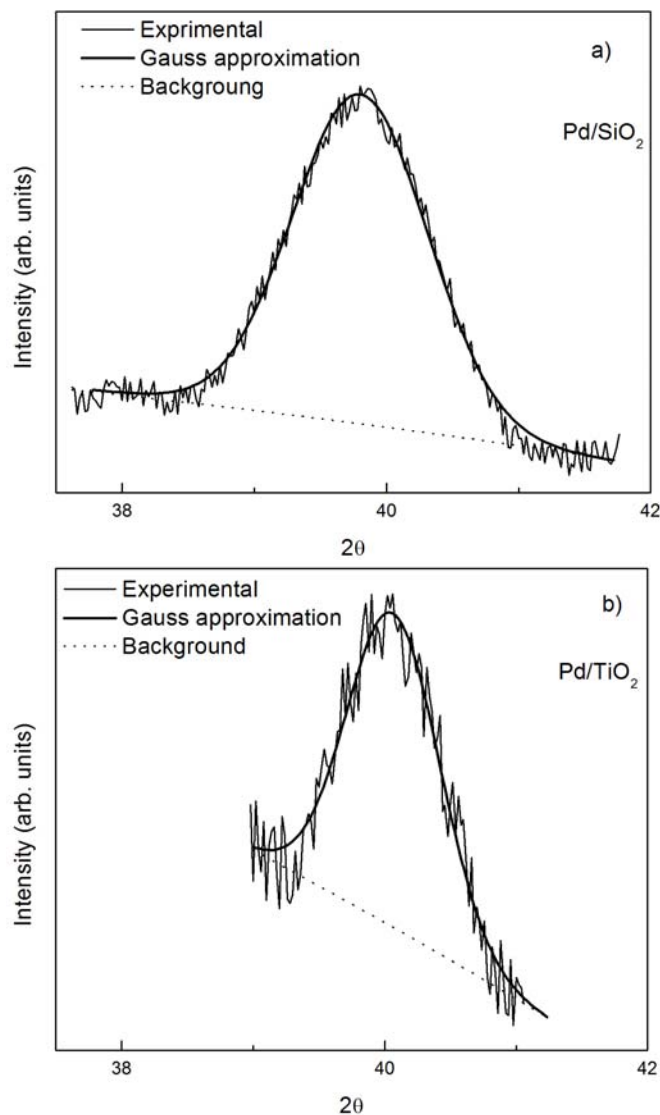 Exprimental
Gauss approximation
Backgroung
a)
Pd/SiO₂
Intensity (arb. units)
38
40
42
2θ
Experimental
Gauss approximation
Background
b)
Pd/TiO₂
Intensity (arb. units)
38
40
42
2θ